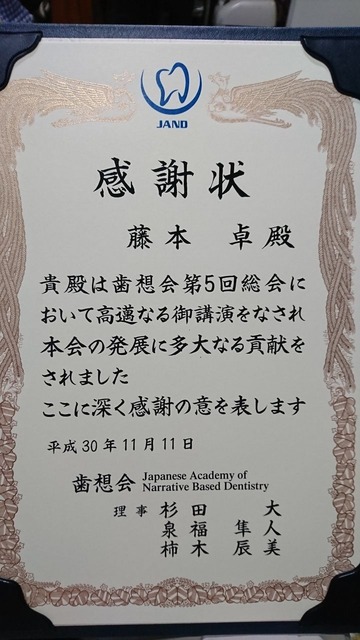 JAND
感謝状
藤本 卓 殿
貴殿は歯想会第5回総会に
おいて高邁なる御講演をなされ
本会の発展に多大なる貢献を
されました
ここに深く感謝の意を表します
平成30年11月11日
歯想会 Japanese Academy of
Narrative Based Dentistry
理事 杉田 大
泉福 隼人
柿木 辰美